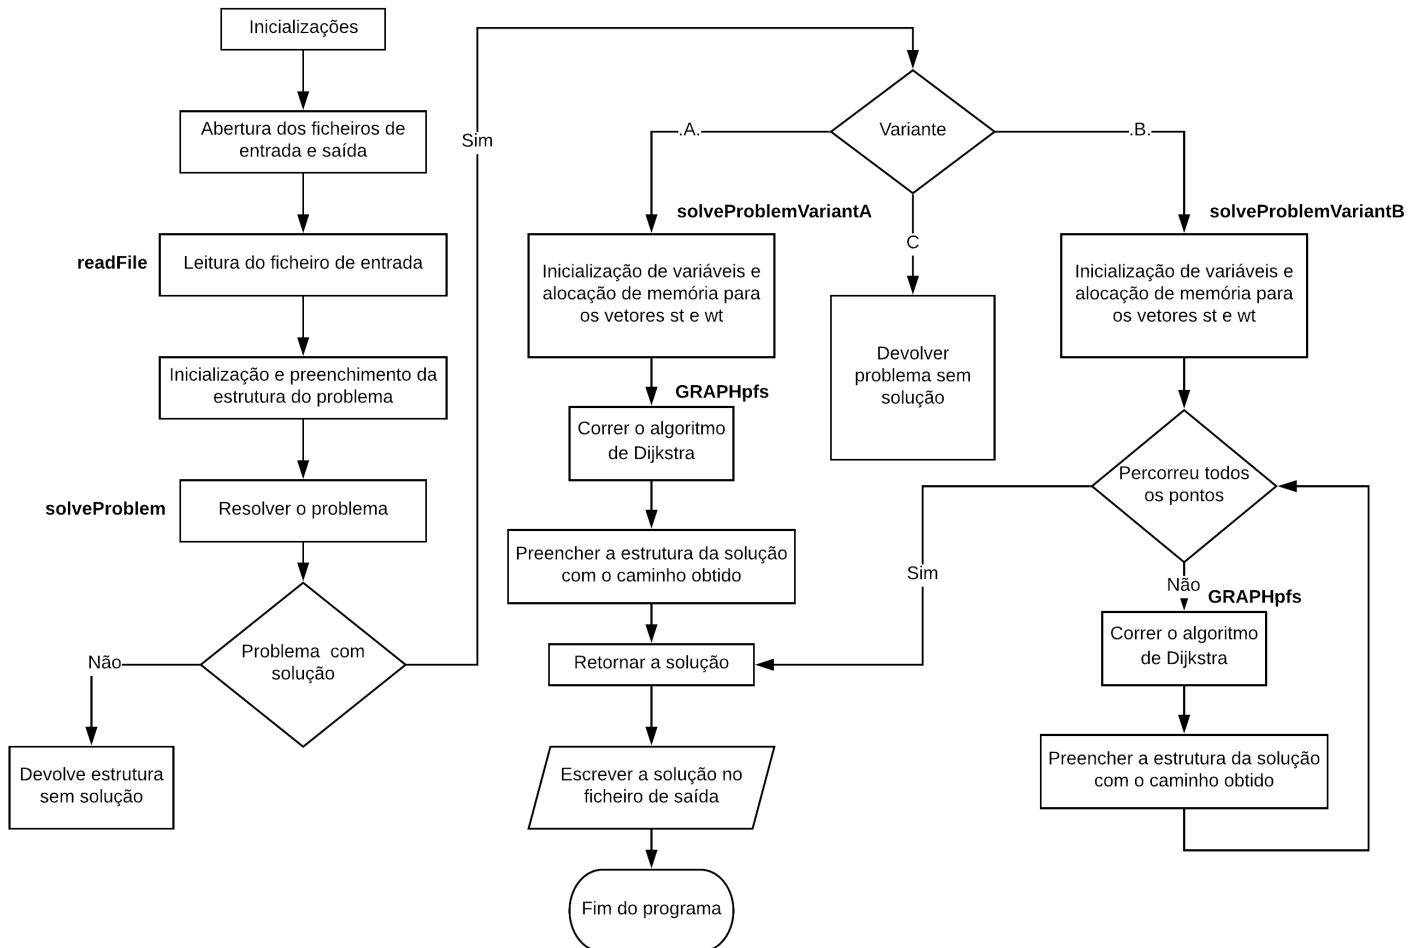 Inicializações
Abertura dos ficheiros de
entrada e saída
readFile
Leitura do ficheiro de entrada
Inicialização e preenchimento da
estrutura do problema
solveProblem
Resolver o problema
Problema com
solução
Não
Devolve estrutura
sem solução
Sim
Variante
.A.
solveProblemVariantA
Inicialização de variáveis e
alocação de memória para
os vetores st e wt
GRAPHpfs
Correr o algoritmo
de Dijkstra
Preencher a estrutura da solução
com o caminho obtido
Retornar a solução
Escrever a solução no
ficheiro de saída
Fim do programa
C
Devolver
problema sem
solução
.B.
solveProblemVariantB
Inicialização de variáveis e
alocação de memória para
os vetores st e wt
Percorreu todos
os pontos
Sim
Não
GRAPHpfs
Correr o algoritmo
de Dijkstra
Preencher a estrutura da solução
com o caminho obtido